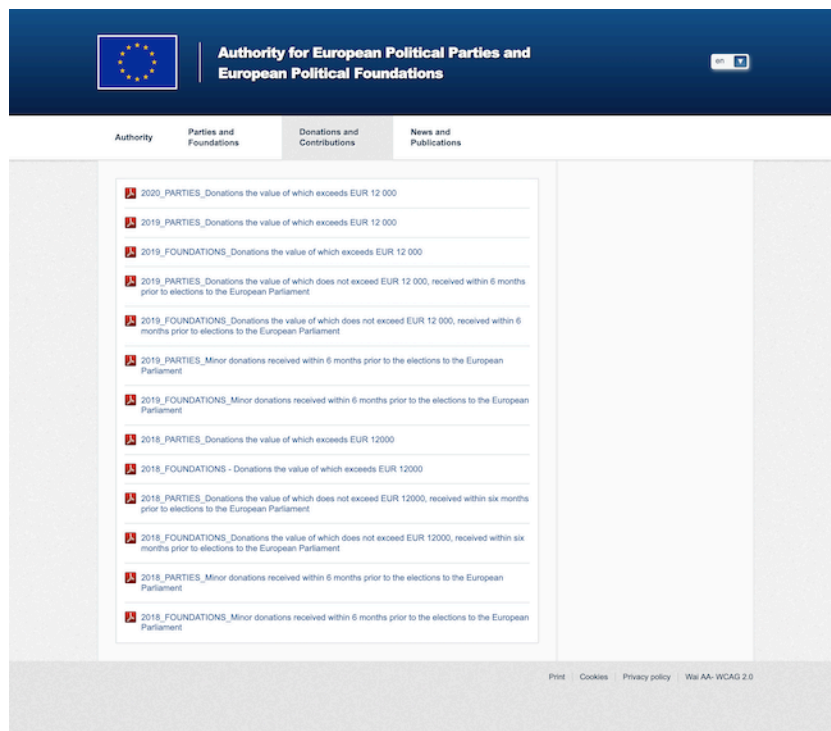 Authority for European Political Parties and
European Political Foundations
en
Authority
Parties and
Foundations
Donations and
Contributions
News and
Publications
2020_PARTIES_Donations the value of which exceeds EUR 12 000
2019_PARTIES_Donations the value of which exceeds EUR 12 000
2019_FOUNDATIONS_Donations the value of which exceeds EUR 12 000
2019_PARTIES_Donations the value of which does not exceed EUR 12 000, received within 6 months
prior to elections to the European Parliament
2019_FOUNDATIONS_Donations the value of which does not exceed EUR 12 000, received within 6
months prior to elections to the European Parliament
2019_PARTIES_Minor donations received within 6 months prior to the elections to the European
Parliament
2019_FOUNDATIONS_Minor donations received within 6 months prior to the elections to the European
Parliament
2018_PARTIES_Donations the value of which exceeds EUR 12000
2018_FOUNDATIONS - Donations the value of which exceeds EUR 12000
2018_PARTIES_Donations the value of which does not exceed EUR 12000, received within six months
prior to elections to the European Parliament
2018_FOUNDATIONS_Donations the value of which does not exceed EUR 12000, received within six
months prior to elections to the European Parliament
2018_PARTIES_Minor donations received within 6 months prior to the elections to the European
Parliament
2018_FOUNDATIONS_Minor donations received within 6 months prior to the elections to the European
Parliament
Print Cookies Privacy policy Wai AA- WCAG 2.0